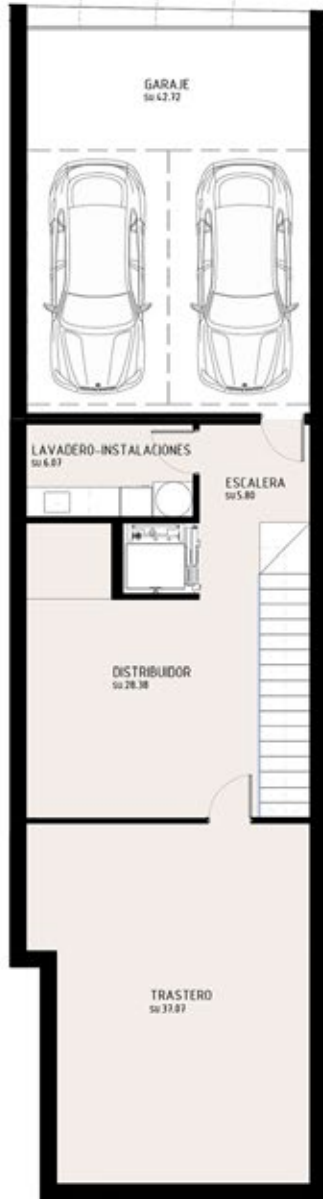 GARAJE
su:42.72
LAVADERO-INSTALACIONES
su:6.07
ESCALERA
su:5.80
DISTRIBUIDOR
su:28.38
TRASTERO
su:37.07